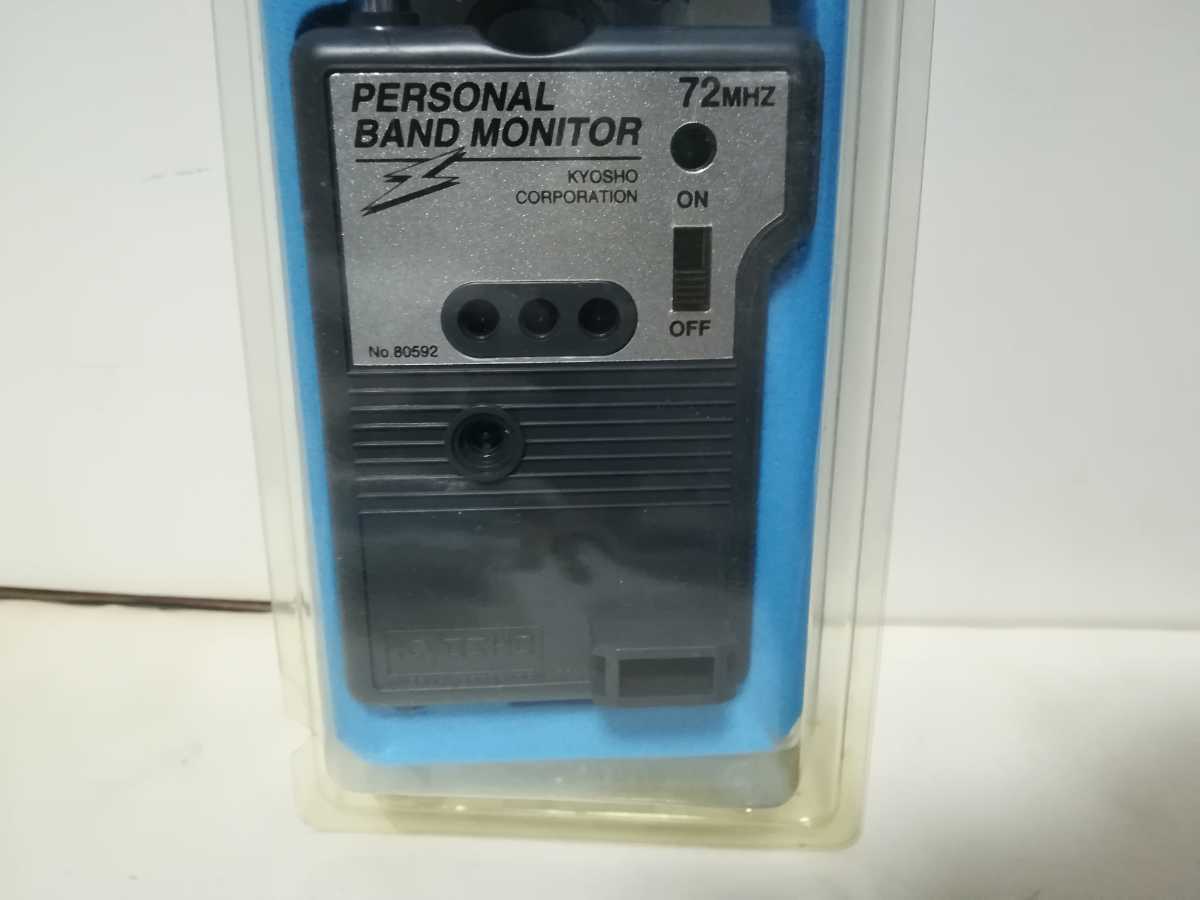 PERSONAL
BAND MONITOR
72MHZ
KYOSHO
CORPORATION
ON
OFF
No.80592